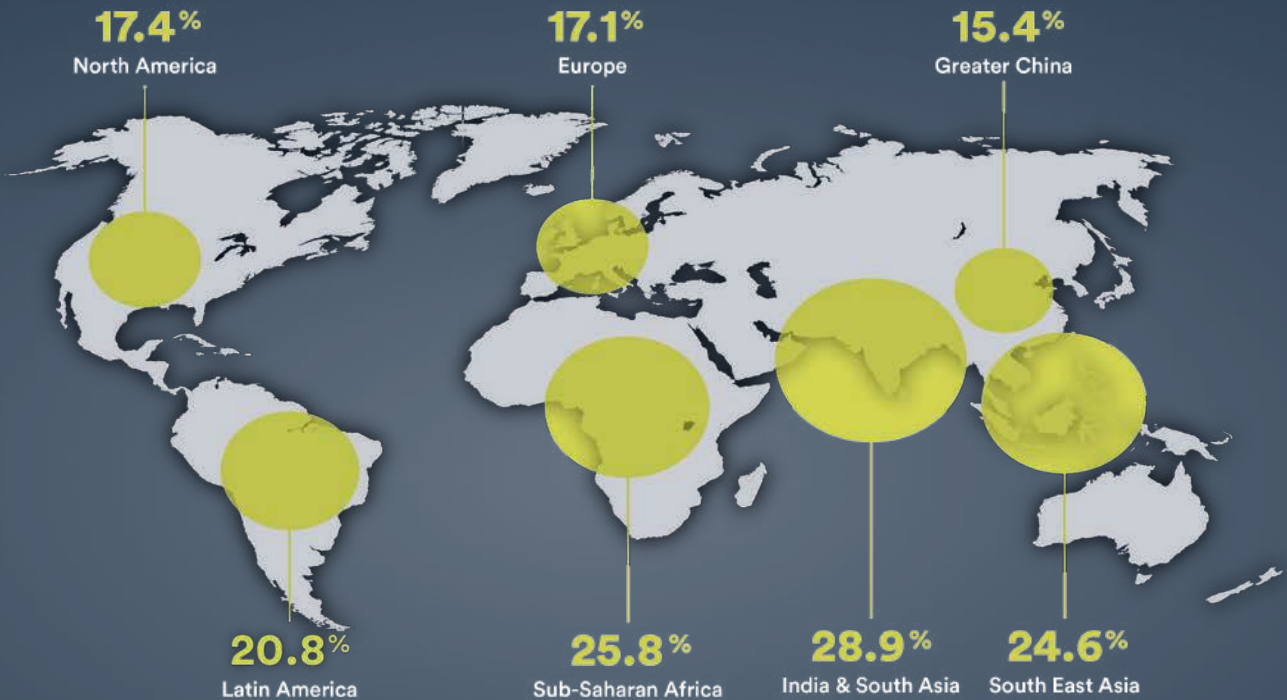 17.4%
North America
17.1%
Europe
15.4%
Greater China
20.8%
Latin America
25.8%
Sub-Saharan Africa
28.9%
India & South Asia
24.6%
South East Asia